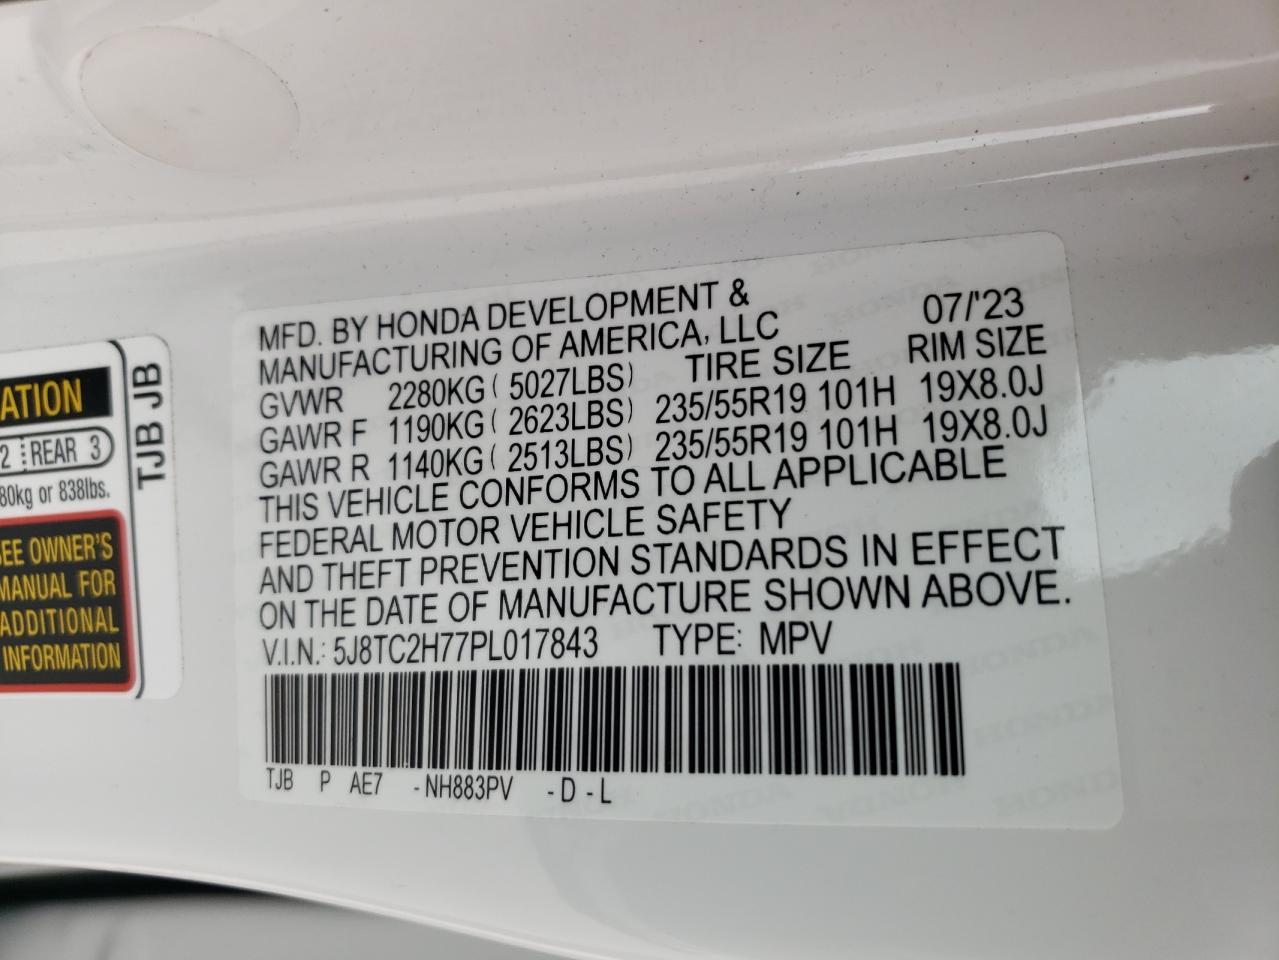 ATION
2 REAR 3
80kg or 838lbs.
SEE OWNER'S
MANUAL FOR
ADDITIONAL
INFORMATION
TJB JB
MFD. BY HONDA DEVELOPMENT &
MANUFACTURING OF AMERICA, LLC 07/'23
GVWR 2280KG ( 5027LBS) TIRE SIZE RIM SIZE
GAWR F 1190KG ( 2623LBS) 235/55R19 101H 19X8.0J
GAWR R 1140KG ( 2513LBS) 235/55R19 101H 19X8.0J
THIS VEHICLE CONFORMS TO ALL APPLICABLE
FEDERAL MOTOR VEHICLE SAFETY
AND THEFT PREVENTION STANDARDS IN EFFECT
ON THE DATE OF MANUFACTURE SHOWN ABOVE.
V.I.N.: 5J8TC2H77PL017843 TYPE: MPV
TJB P AE7 -NH883PV -D -L